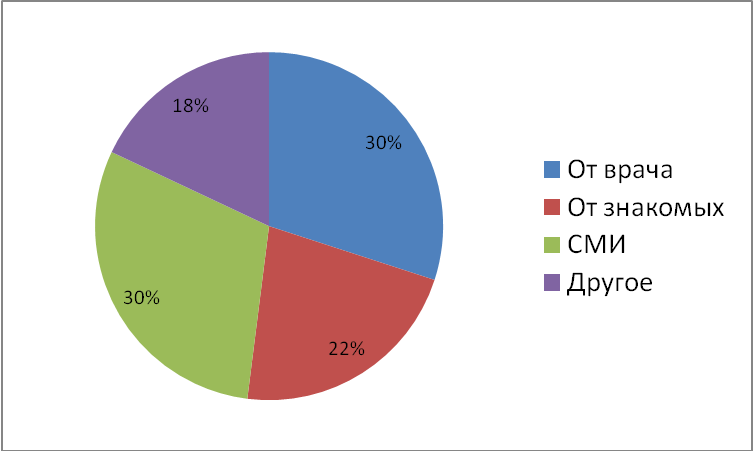 18%
30%
30%
22%
От врача
От знакомых
СМИ
Другое